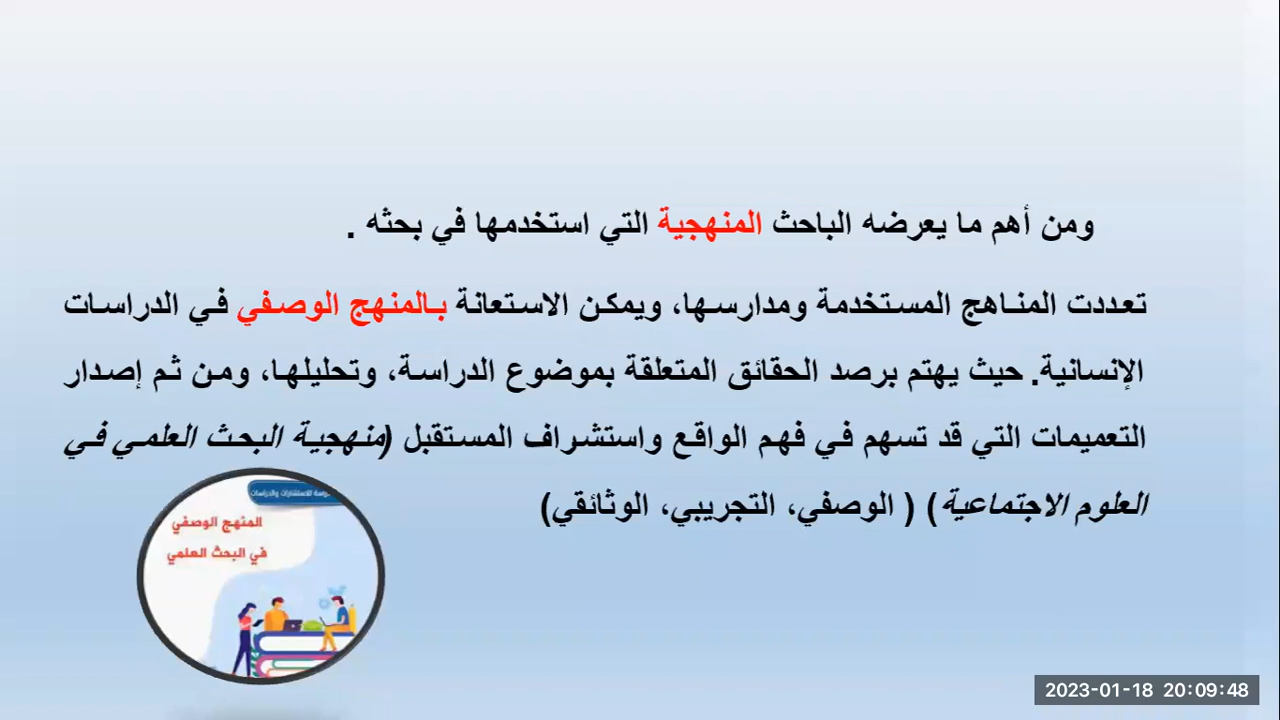 ومن أهم ما يعرضه الباحث المنهجية التي استخدمها في بحثه .
تعددت المناهج المستخدمة ومدارسها، ويمكن الاستعانة بالمنهج الوصفي في الدراسات
الإنسانية. حيث يهتم برصد الحقائق المتعلقة بموضوع الدراسة، وتحليلها، ومن ثم إصدار
التعميمات التي قد تسهم في فهم الواقع واستشراف المستقبل (منهجية البحث العلمي في
العلوم الاجتماعية) ( الوصفي، التجريبي، الوثائقي)
للاستشارات والدراسات
المنهج الوصفي
في البحث العلمي
2023-01-18 20:09:48